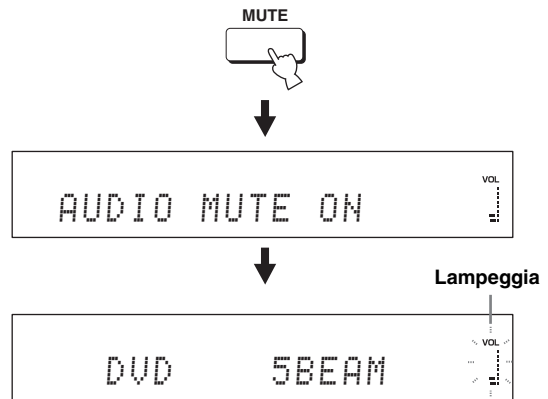 MUTE
VOL
AUDIO MUTE ON
Lampeggia
VOL
DVD 5BEAM